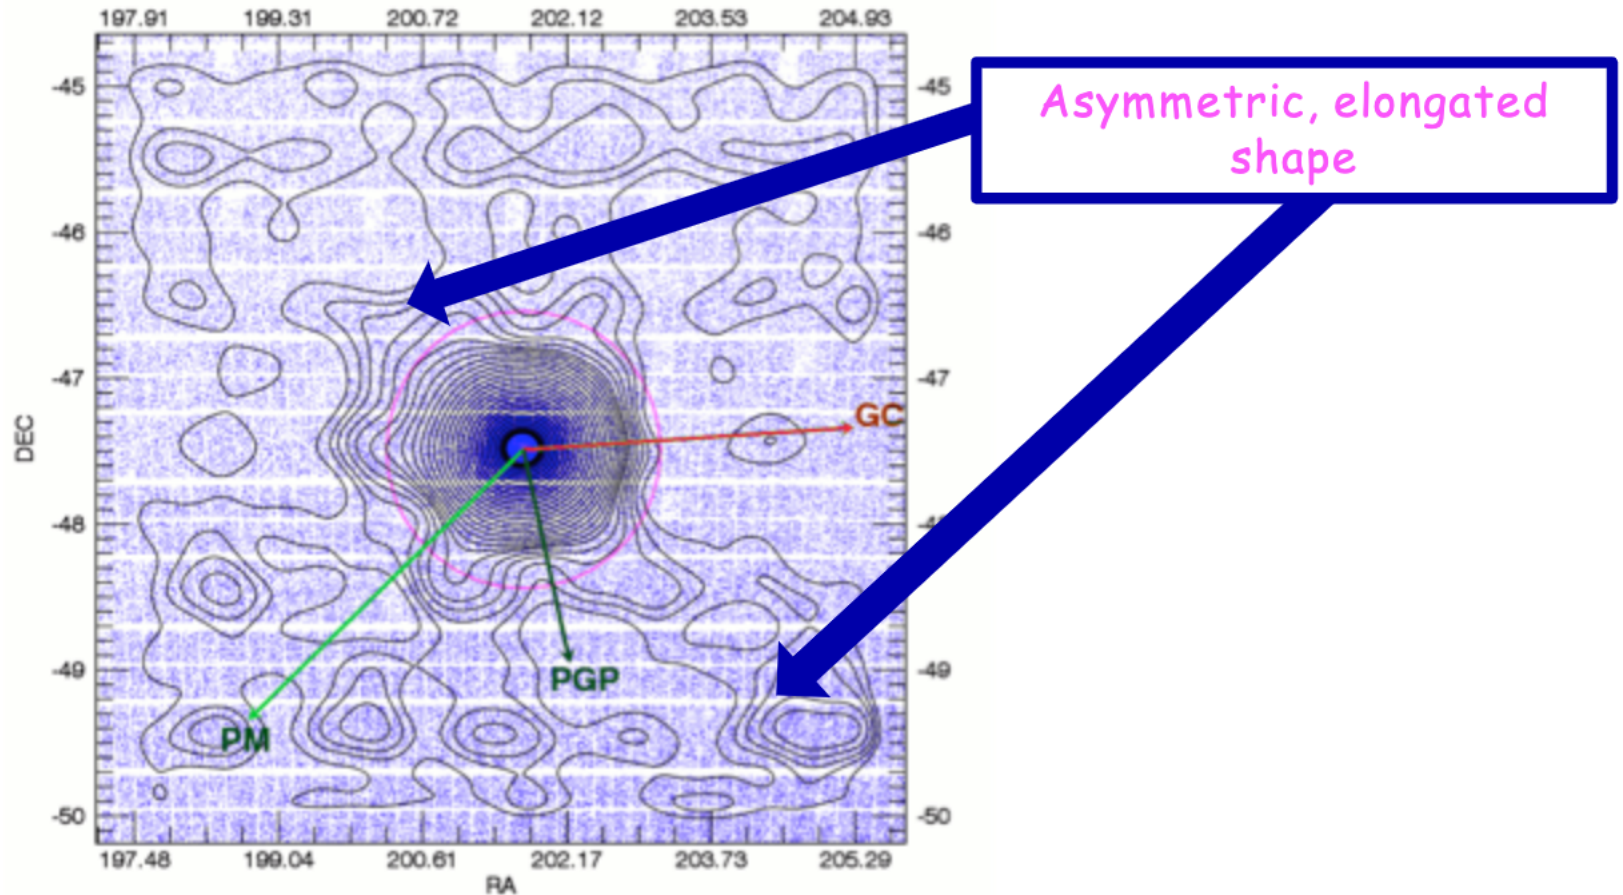 197.91 199.31 200.72 202.12 203.53 204.93
Asymmetric, elongated
shape
-45 -45
-46 -46
-47 -47
GC
DEC
-48
-49 -49
PGP
PM
-50 -50
197.48 199.04 200.61 202.17 203.73 205.29
RA